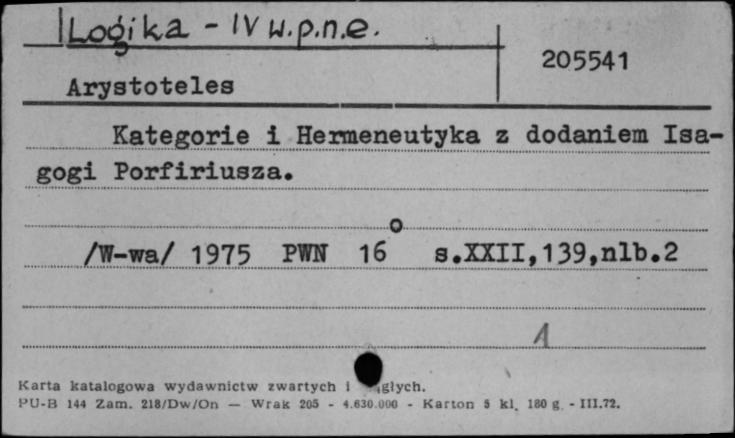 Logika - IV w.p.n.e.
205541
Arystoteles
Kategorie i Hermeneutyka z dodaniem Isa-
gogi Porfiriusza.
/W-wa/ 1975 PWN 16° s.XXII,139,nlb.2
1
Karta katalogowa wydawnictw zwartych i
PU-B 144 Zam. 218/Dw/On — Wrak 205 - 4.630.000 - Karton 5 kl. 180 g. - III.72.